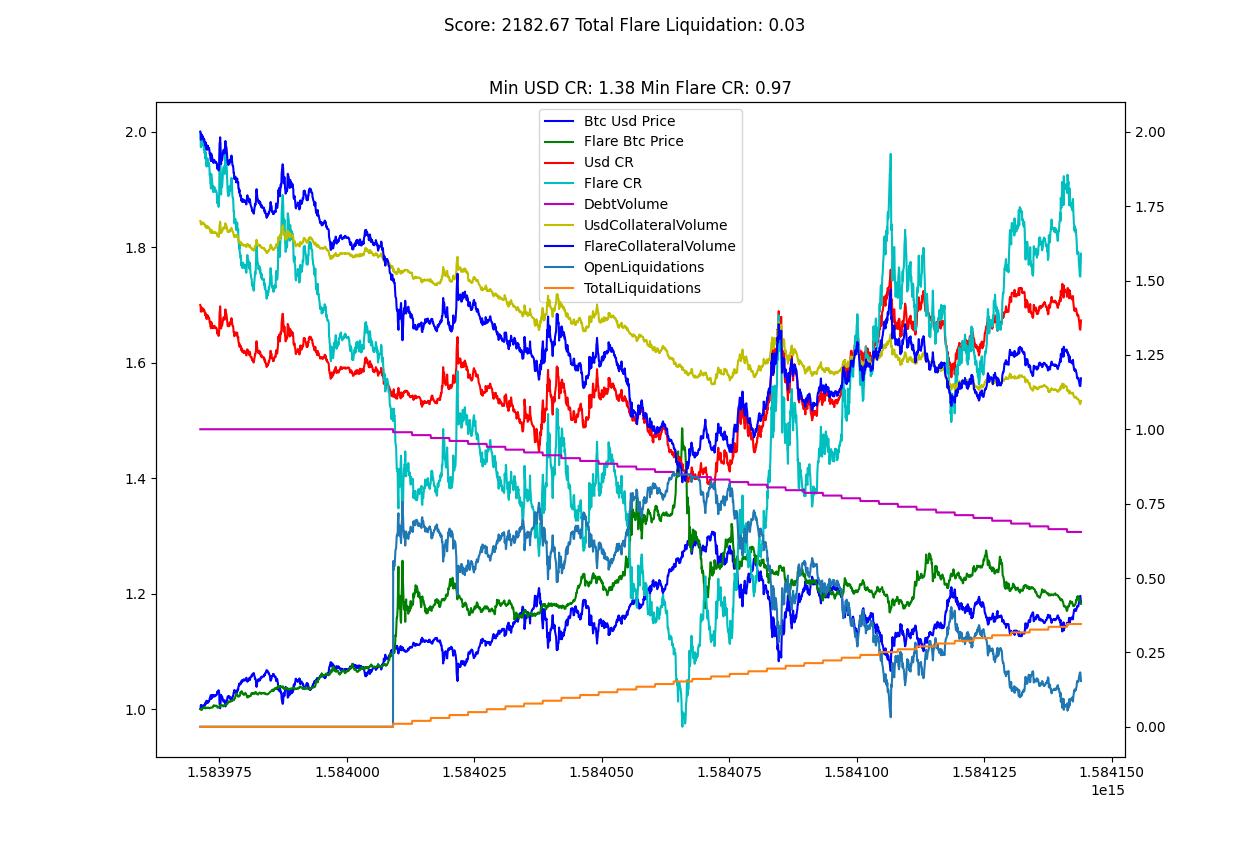 Score: 2182.67 Total Flare Liquidation: 0.03
Min USD CR: 1.38 Min Flare CR: 0.97
Btc Usd Price
Flare Btc Price
Usd CR
Flare CR
DebtVolume
UsdCollateralVolume
FlareCollateralVolume
OpenLiquidations
TotalLiquidations
2.0
1.8
1.6
1.4
1.2
1.0
2.00
1.75
1.50
1.25
1.00
0.75
0.50
0.25
0.00
1.583975 1.584000 1.584025 1.584050 1.584075 1.584100 1.584125 1.584150
1e15